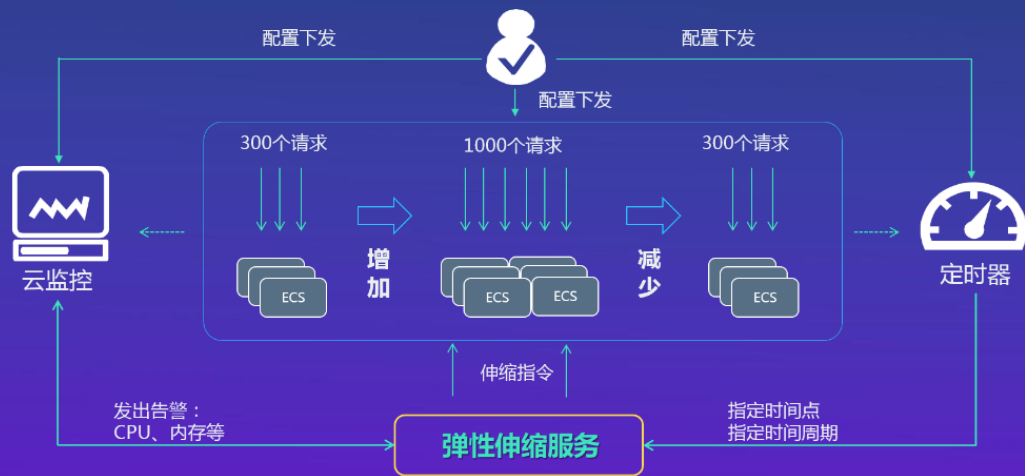 配置下发
配置下发
配置下发
300个请求
1000个请求
300个请求
增加
减少
ECS
ECS
ECS
ECS
云监控
定时器
伸缩指令
发出告警：
CPU、内存等
指定时间点
指定时间周期
弹性伸缩服务